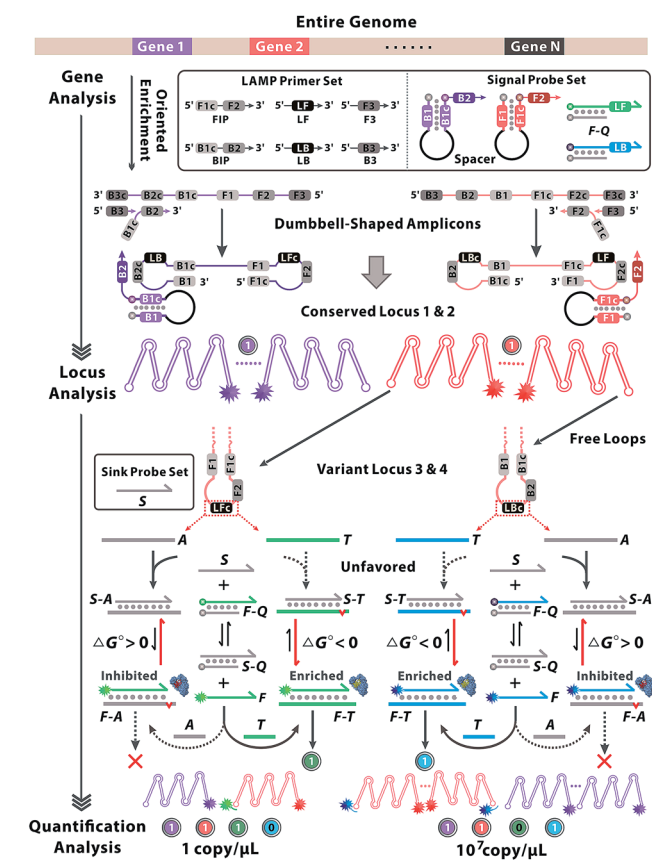 Entire Genome
Gene 1 Gene 2 ...... Gene N
Gene Analysis
Oriented Enrichment
LAMP Primer Set
5' F1c F2 3' 5' LF 3' 5' F3 3'
FIP LF F3
5' B1c B2 3' 5' LB 3' 5' B3 3'
BIP LB B3
Signal Probe Set
B2 F2 LF
B1 B1c F1 F1c F-Q
LB
Spacer
3' B3c B2c B1c F1 F2 F3 5'
5' B3 B2 3'
B1c
5' B3 B2 B1 F1c F2c F3c 3'
3' F2 F3 5'
F1c
Dumbbell-Shaped Amplicons
LB LFc
B2 B2c B1c F1 F2
B1 3' 5' F1c
B1c
B1
LBc LF
B2 B1 F1c F2c F2
B1c 5' 3' F1
F1c
F1
Conserved Locus 1 & 2
1 1
Locus Analysis
Free Loops
Sink Probe Set
S
Variant Locus 3 & 4
F1 F1c F2
LFc
B1 B1c B2
LBc
A T T A
S Unfavored S
+ +
S-A F-Q S-T S-T F-Q S-A
△G°>0 △G°<0 △G°<0 △G°>0
S-Q S-Q
Inhibited + Enriched Enriched + Inhibited
F F
F-A F-T F-T F-A
A T T A
1 1
Quantification Analysis
1 1 1 0 1 1 0 1
1 copy/μL 10⁷copy/μL